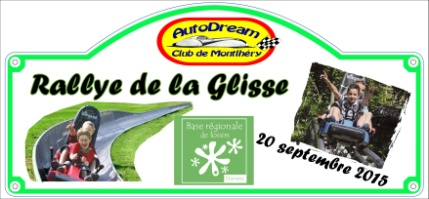 AutoDream
Club de Montlhéry
Rallye de la Glisse
Base régionale
de loisirs
20 septembre 2015